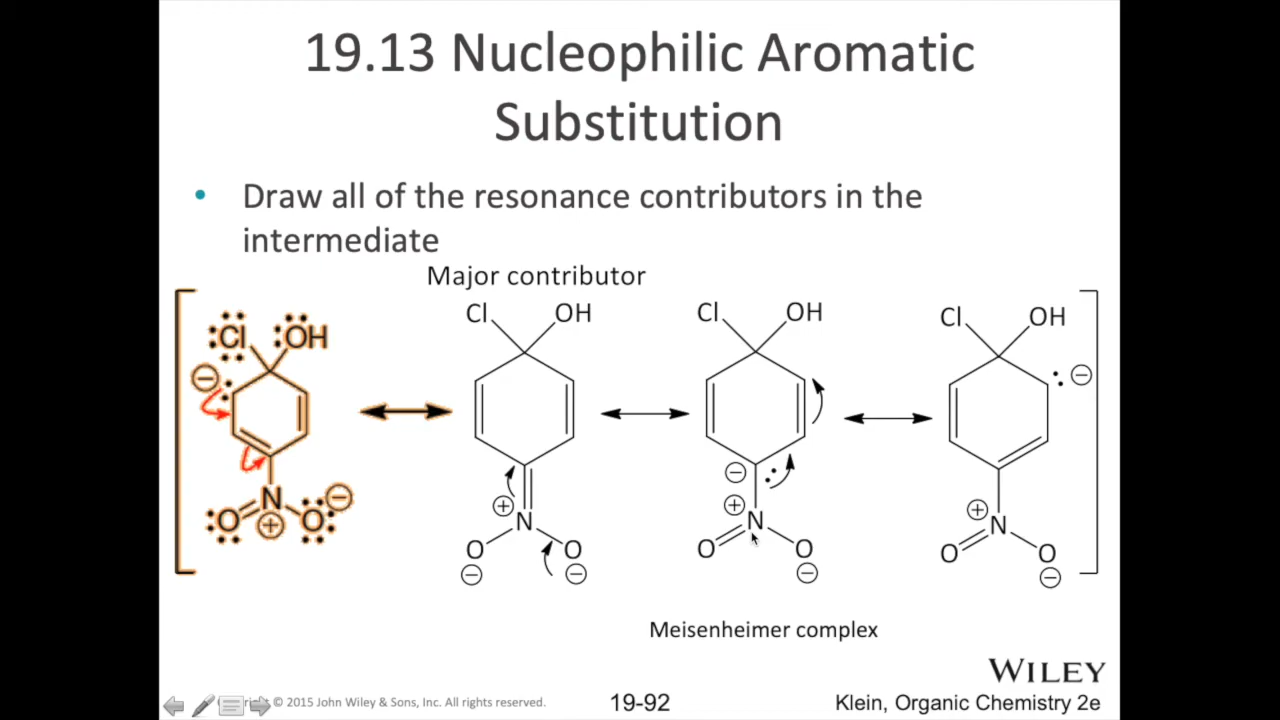 19.13 Nucleophilic Aromatic
Substitution
• Draw all of the resonance contributors in the
intermediate
Major contributor
:Cl :OH
−
N
:O + O: −
Cl OH
+ N
O O
− −
Cl OH
−
+ N
O O
−
Cl OH
: −
+ N
O O
−
Meisenheimer complex
WILEY
© 2015 John Wiley & Sons, Inc. All rights reserved.
19-92
Klein, Organic Chemistry 2e